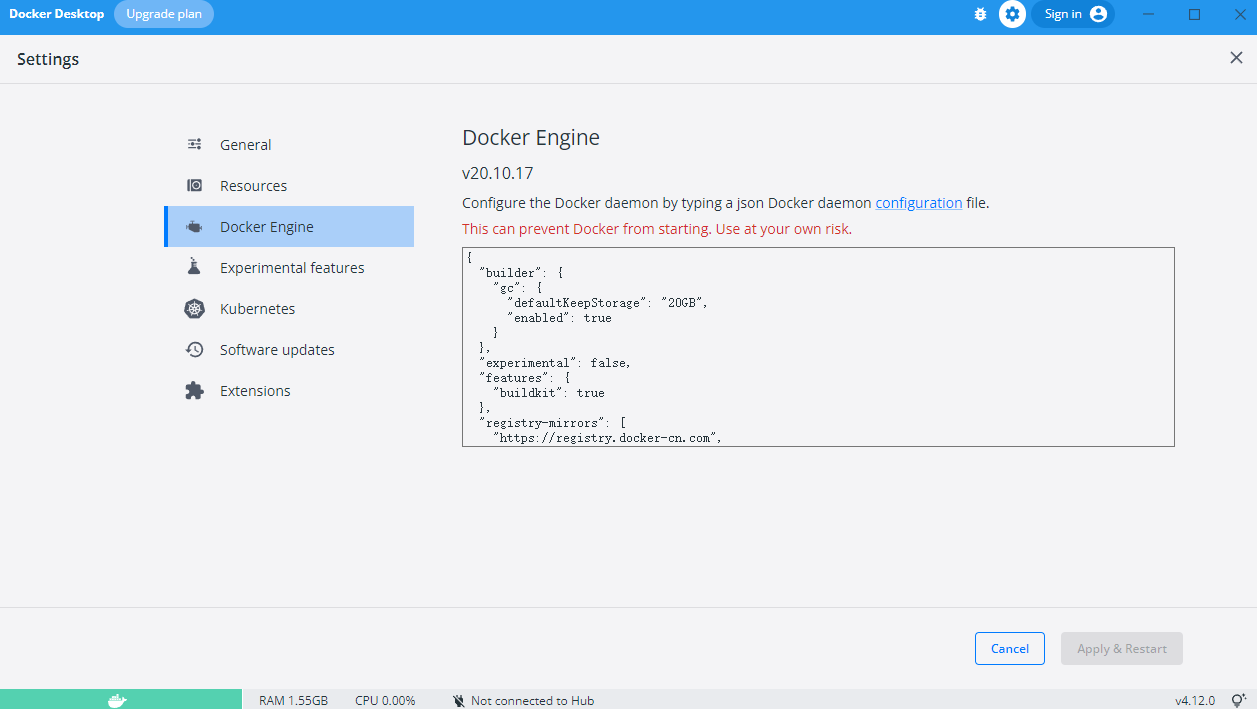 Docker Desktop Upgrade plan Sign in
Settings
General
Resources
Docker Engine
Experimental features
Kubernetes
Software updates
Extensions
Docker Engine
v20.10.17
Configure the Docker daemon by typing a json Docker daemon configuration file.
This can prevent Docker from starting. Use at your own risk.
{
  "builder": {
    "gc": {
      "defaultKeepStorage": "20GB",
      "enabled": true
    }
  },
  "experimental": false,
  "features": {
    "buildkit": true
  },
  "registry-mirrors": [
    "https://registry.docker-cn.com",
Cancel Apply & Restart
RAM 1.55GB CPU 0.00% Not connected to Hub v4.12.0